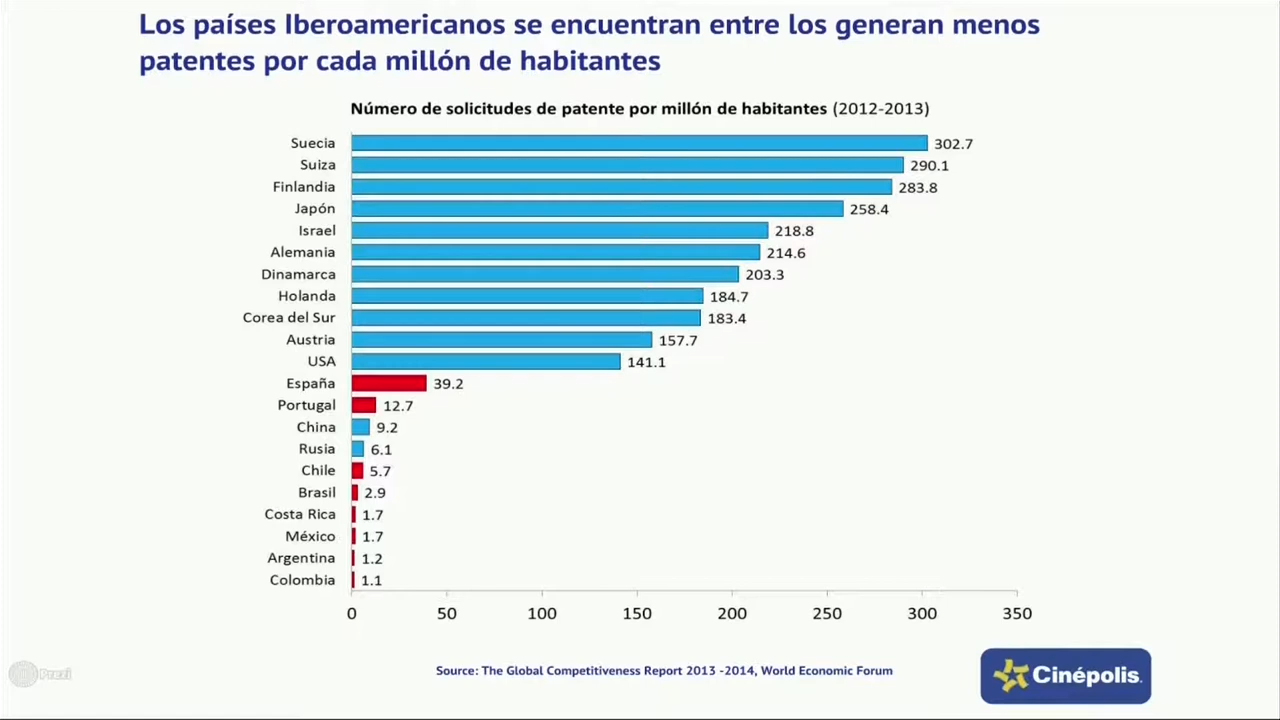 Los países Iberoamericanos se encuentran entre los generan menos
patentes por cada millón de habitantes
Número de solicitudes de patente por millón de habitantes (2012-2013)
Suecia 302.7
Suiza 290.1
Finlandia 283.8
Japón 258.4
Israel 218.8
Alemania 214.6
Dinamarca 203.3
Holanda 184.7
Corea del Sur 183.4
Austria 157.7
USA 141.1
España 39.2
Portugal 12.7
China 9.2
Rusia 6.1
Chile 5.7
Brasil 2.9
Costa Rica 1.7
México 1.7
Argentina 1.2
Colombia 1.1
0 50 100 150 200 250 300 350
Source: The Global Competitiveness Report 2013 -2014, World Economic Forum
Prezi
Cinépolis.